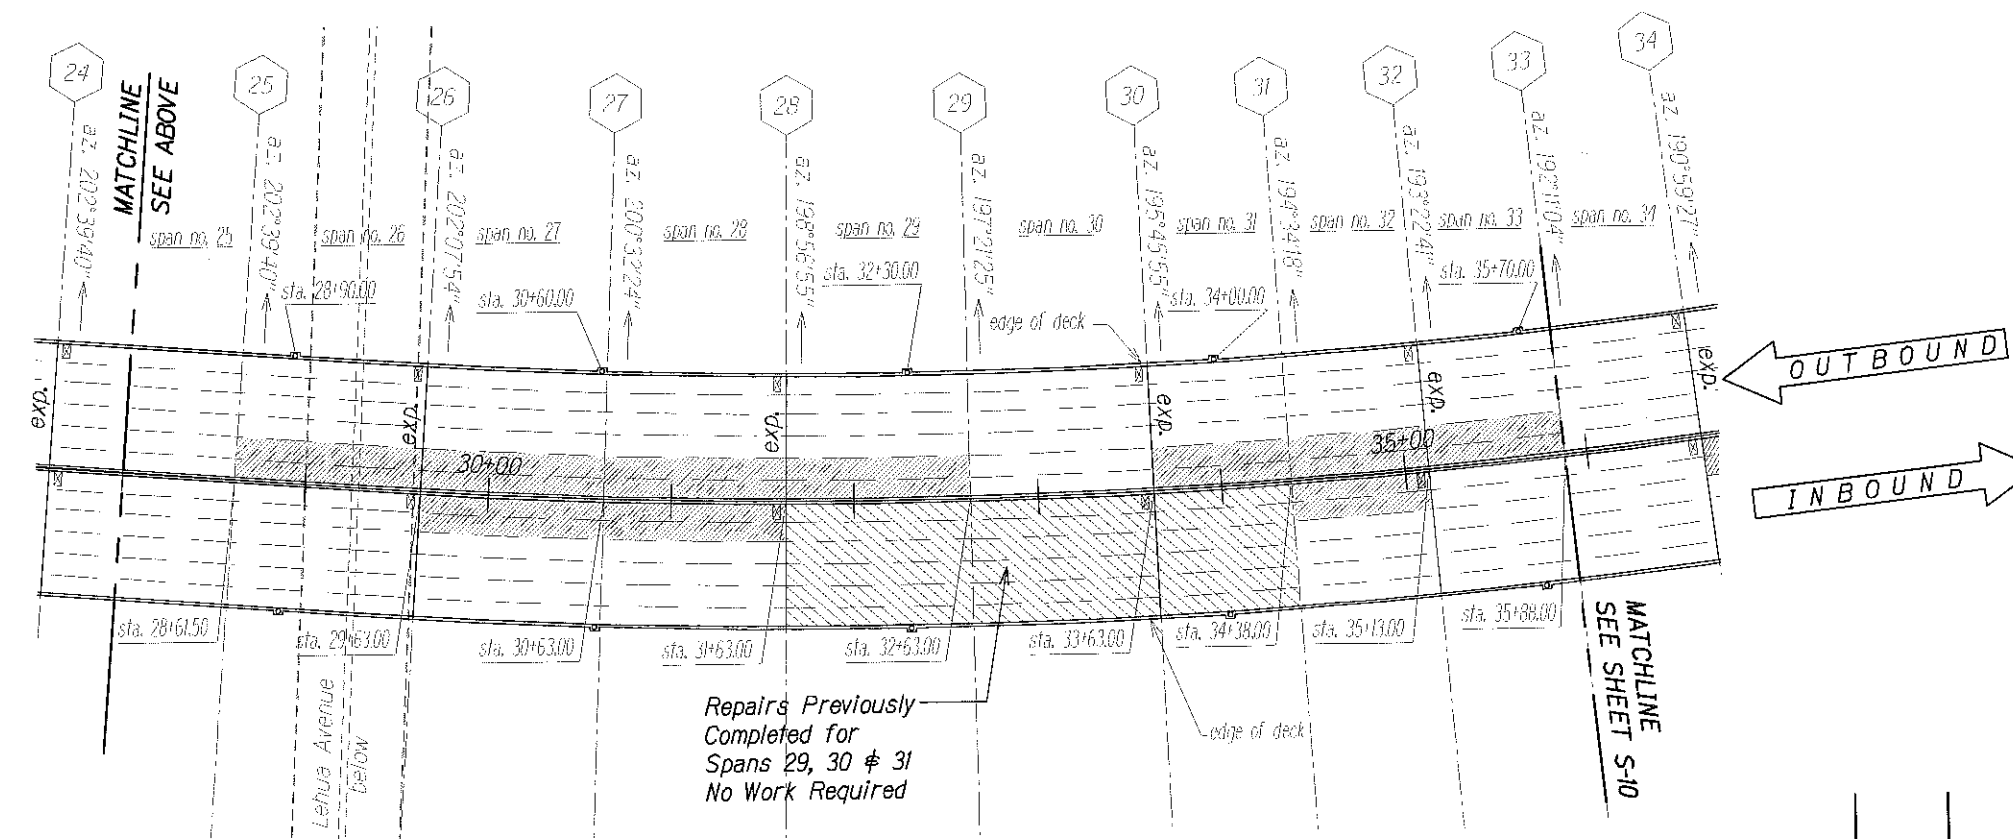 24
25
26
27
28
29
30
31
32
33
34
MATCHLINE
SEE ABOVE
az. 202°39'40"
az. 202°39'40"
az. 202°07'54"
az. 200°32'24"
az. 198°56'55"
az. 197°21'25"
az. 195°45'55"
az. 194°34'18"
az. 193°22'41"
az. 192°11'04"
az. 190°59'27"
span no. 25
span no. 26
span no. 27
span no. 28
span no. 29
span no. 30
span no. 31
span no. 32
span no. 33
span no. 34
sta. 28+90.00
sta. 30+60.00
sta. 32+30.00
edge of deck
sta. 34+00.00
sta. 35+70.00
exp.
exp.
exp.
exp.
exp.
exp.
OUTBOUND
INBOUND
30+00
35+00
sta. 28+61.50
sta. 29+63.00
sta. 30+63.00
sta. 31+63.00
sta. 32+63.00
sta. 33+63.00
sta. 34+38.00
sta. 35+13.00
sta. 35+88.00
Lehua Avenue
below
Repairs Previously
Completed for
Spans 29, 30 & 31
No Work Required
edge of deck
MATCHLINE
SEE SHEET S-10